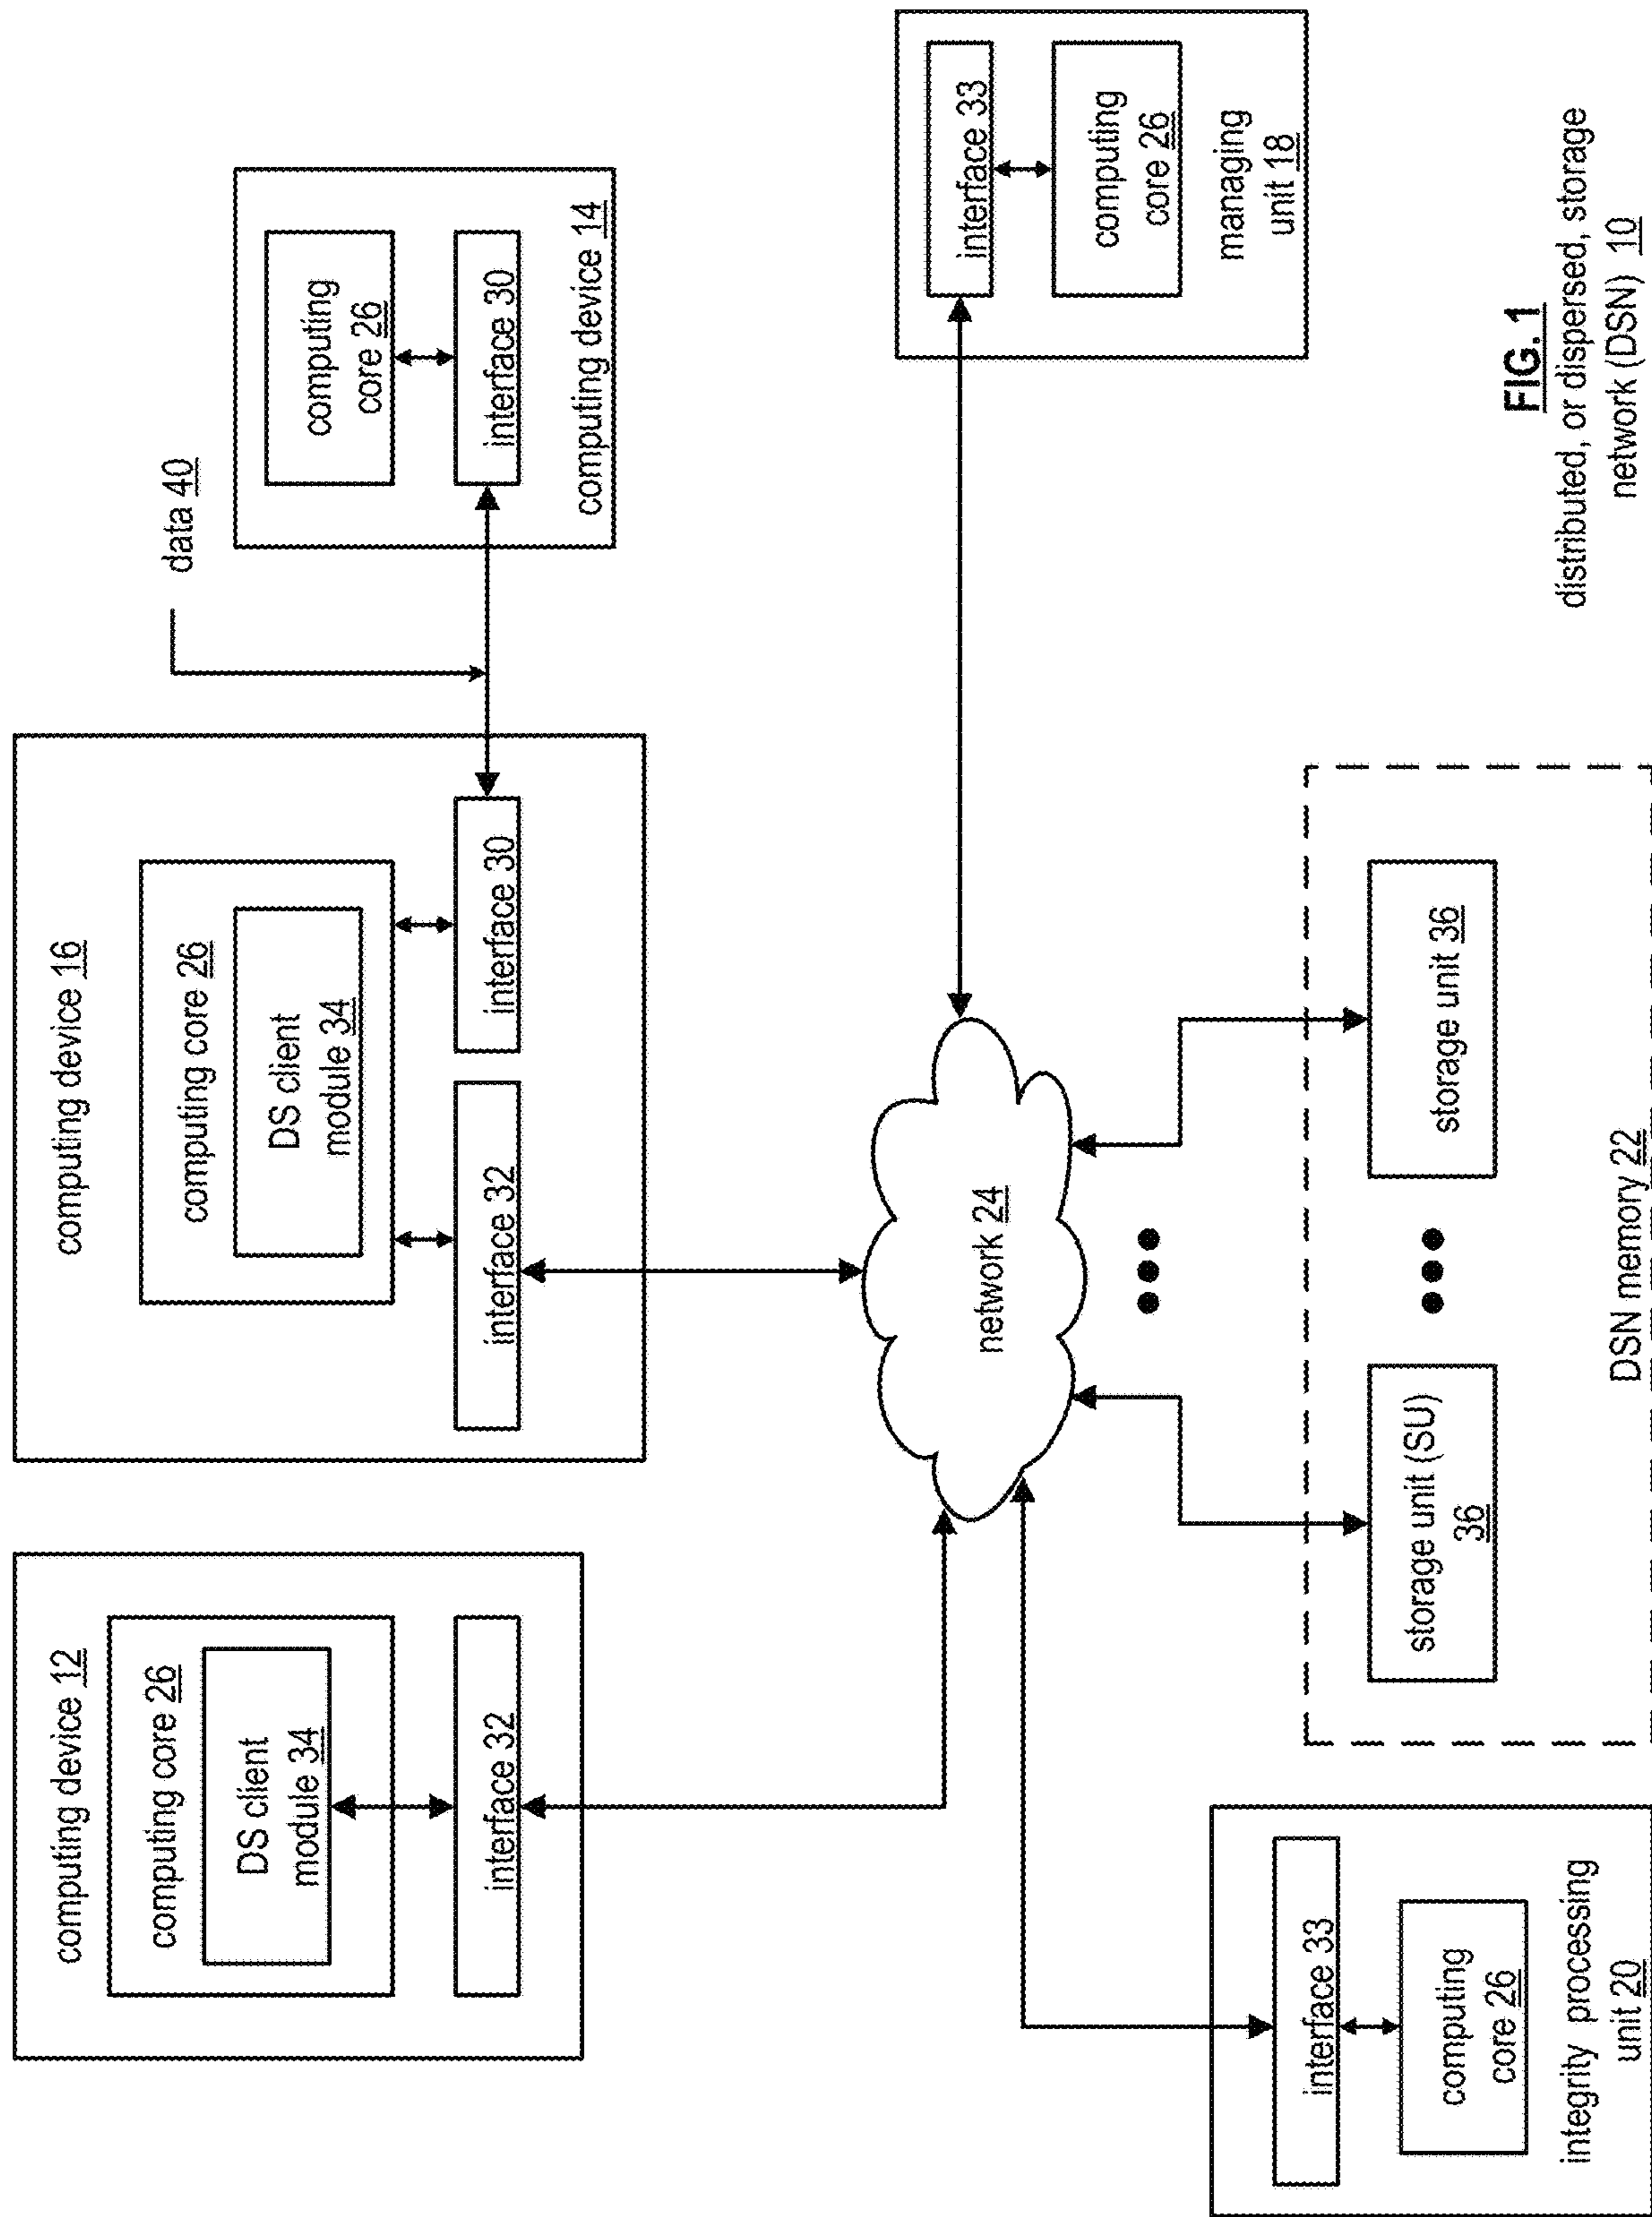 computing device 12
computing core 26
DS client
module 34
interface 32
computing device 16
computing core 26
DS client
module 34
interface 32
interface 30
data 40
computing
core 26
interface 30
computing device 14
network 24
interface 33
computing
core 26
managing
unit 18
interface 33
computing
core 26
integrity processing
unit 20
storage unit (SU)
36
storage unit 36
DSN memory 22
FIG. 1
distributed, or dispersed, storage
network (DSN) 10